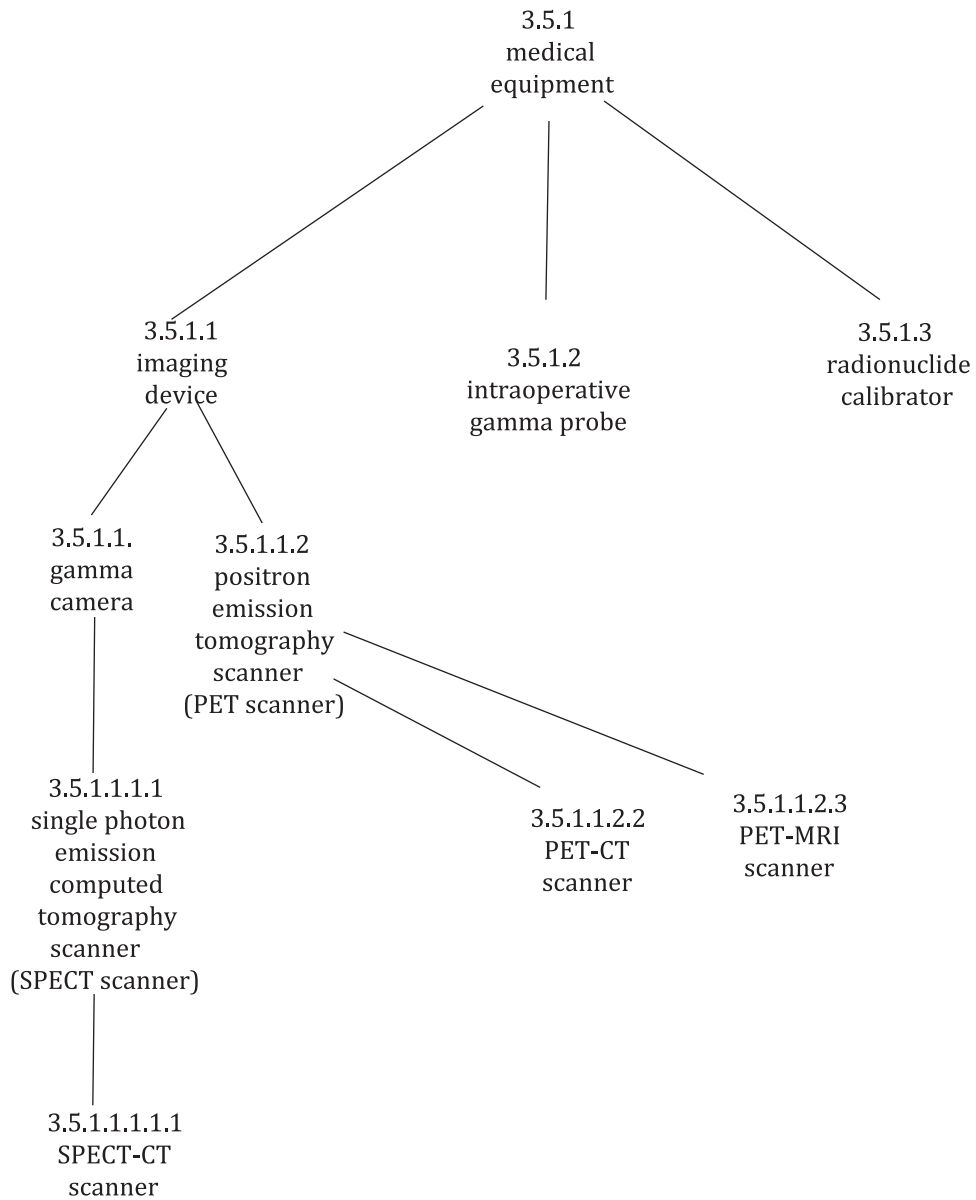 3.5.1
medical
equipment
3.5.1.1
imaging
device
3.5.1.2
intraoperative
gamma probe
3.5.1.3
radionuclide
calibrator
3.5.1.1.
gamma
camera
3.5.1.1.2
positron
emission
tomography
scanner
(PET scanner)
3.5.1.1.1.1
single photon
emission
computed
tomography
scanner
(SPECT scanner)
3.5.1.1.2.2
PET-CT
scanner
3.5.1.1.2.3
PET-MRI
scanner
3.5.1.1.1.1.1
SPECT-CT
scanner